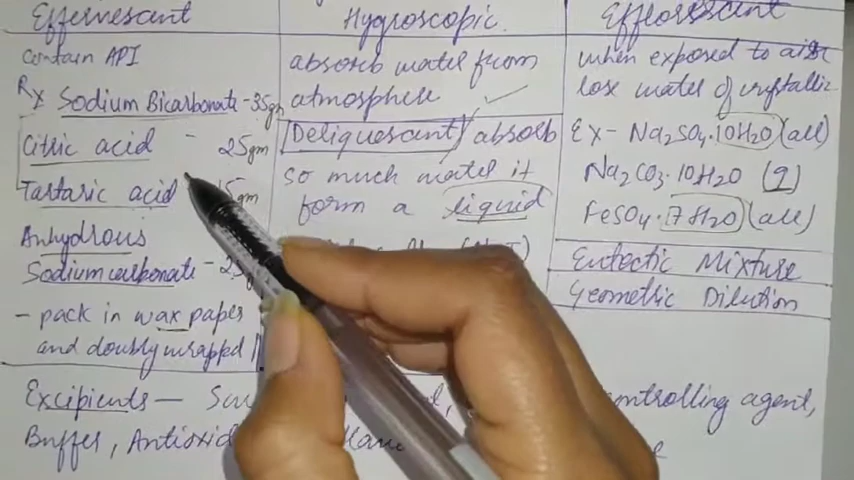 Effervescent
contain API
Rx Sodium Bicarbonate - 35gm
Citric acid - 25gm
Tartaric acid 15gm
Anhydrous
Sodium carbonate - 2
- pack in wax paper
and doubly wrapped
Hygroscopic.
absorb water from
atmosphere
Deliquescent absorb
so much water it
form a liquid
Efflorescent
when exposed to air
lose water of crystalliz
Ex - Na2SO4.10H2O (all)
Na2CO3.10H2O (9)
FeSO4.7H2O (all)
Eutectic Mixture
Geometric Dilution
Excipients — controlling agent,
Buffer, Antioxid